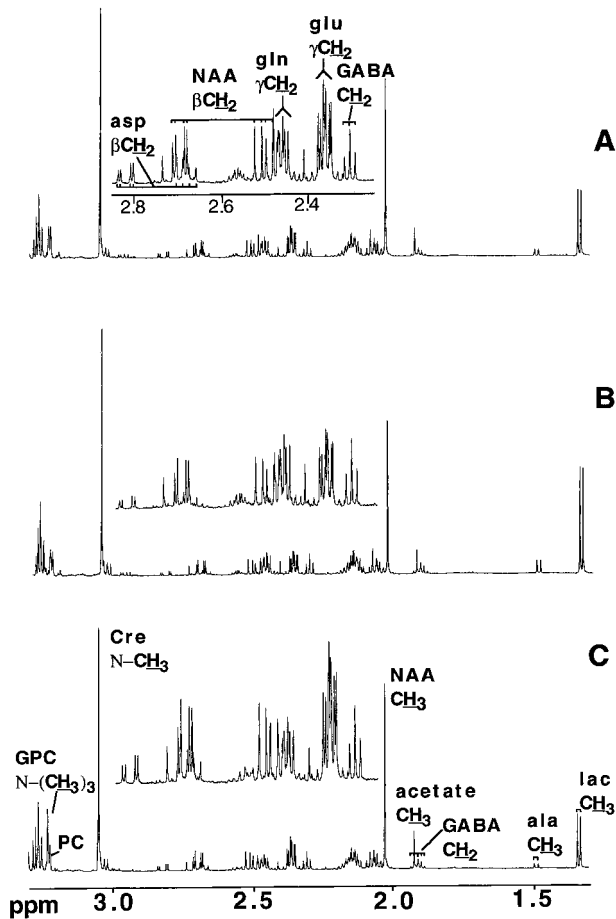 glu
γCH₂
gln
γCH₂
NAA
βCH₂
GABA
CH₂
asp
βCH₂
A
2.8 2.6 2.4
B
C
Cre
N–CH₃
NAA
CH₃
GPC
N–(CH₃)₃
PC
acetate
CH₃
GABA
CH₂
ala
CH₃
lac
CH₃
ppm 3.0 2.5 2.0 1.5